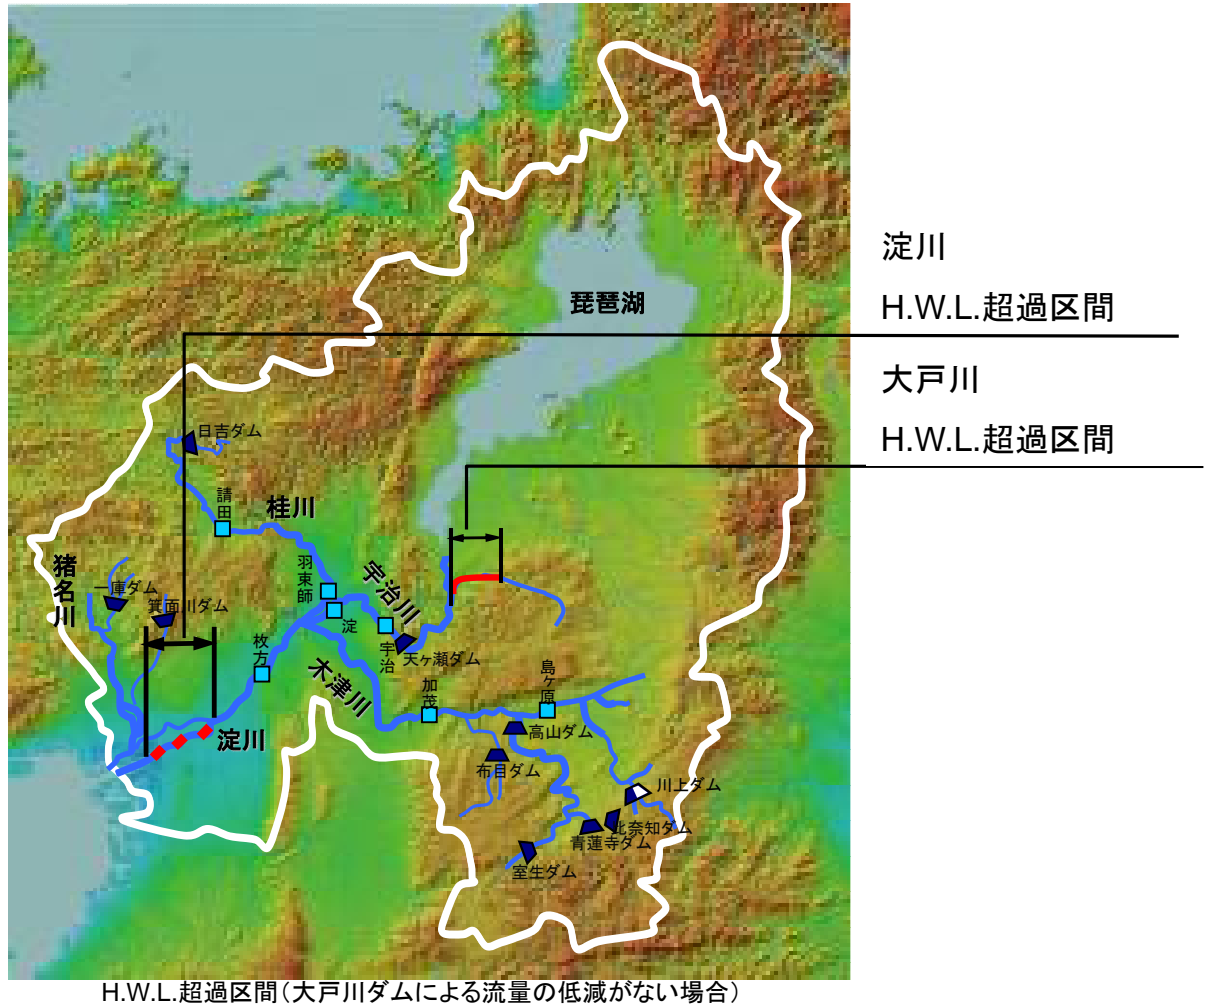 淀川
H.W.L.超過区間
琵琶湖
大戸川
H.W.L.超過区間
日吉ダム
請田
桂川
羽束師
宇治川
猪名川
一庫ダム
箕面川ダム
淀
宇治
天ヶ瀬ダム
枚方
木津川
加茂
島ヶ原
淀川
高山ダム
布目ダム
川上ダム
比奈知ダム
青蓮寺ダム
室生ダム
H.W.L.超過区間(大戸川ダムによる流量の低減がない場合)